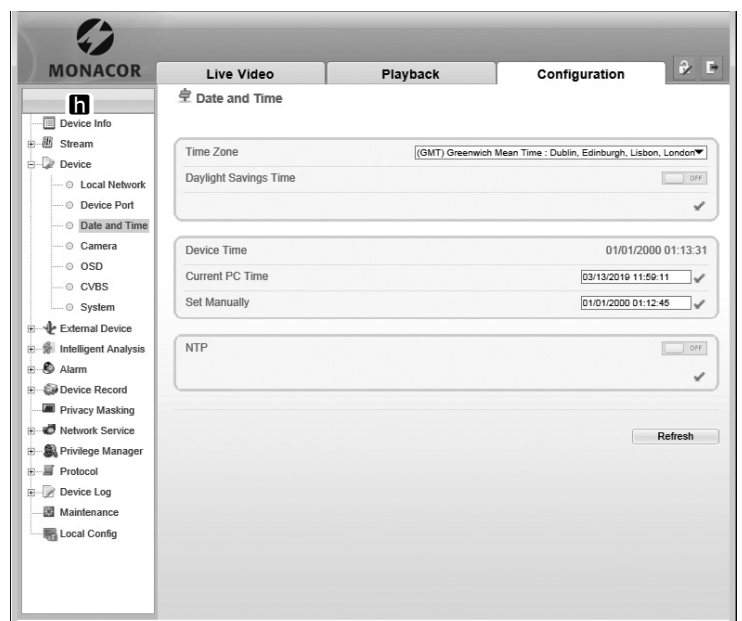 MONACOR
Live Video
Playback
Configuration
h
Device Info
Stream
Device
Local Network
Device Port
Date and Time
Camera
OSD
CVBS
System
External Device
Intelligent Analysis
Alarm
Device Record
Privacy Masking
Network Service
Privilege Manager
Protocol
Device Log
Maintenance
Local Config
Date and Time
Time Zone (GMT) Greenwich Mean Time : Dublin, Edinburgh, Lisbon, London
Daylight Savings Time OFF
Device Time 01/01/2000 01:13:31
Current PC Time 03/13/2019 11:59:11
Set Manually 01/01/2000 01:12:45
NTP OFF
Refresh